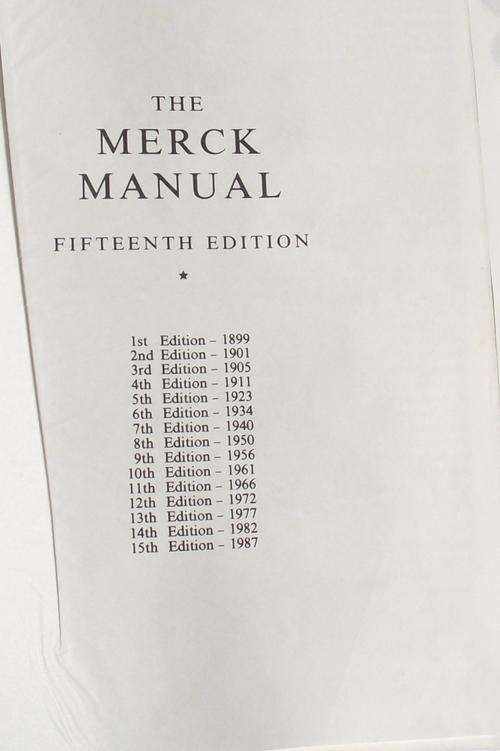 THE
MERCK
MANUAL
FIFTEENTH EDITION
★
1st Edition – 1899
2nd Edition – 1901
3rd Edition – 1905
4th Edition – 1911
5th Edition – 1923
6th Edition – 1934
7th Edition – 1940
8th Edition – 1950
9th Edition – 1956
10th Edition – 1961
11th Edition – 1966
12th Edition – 1972
13th Edition – 1977
14th Edition – 1982
15th Edition – 1987